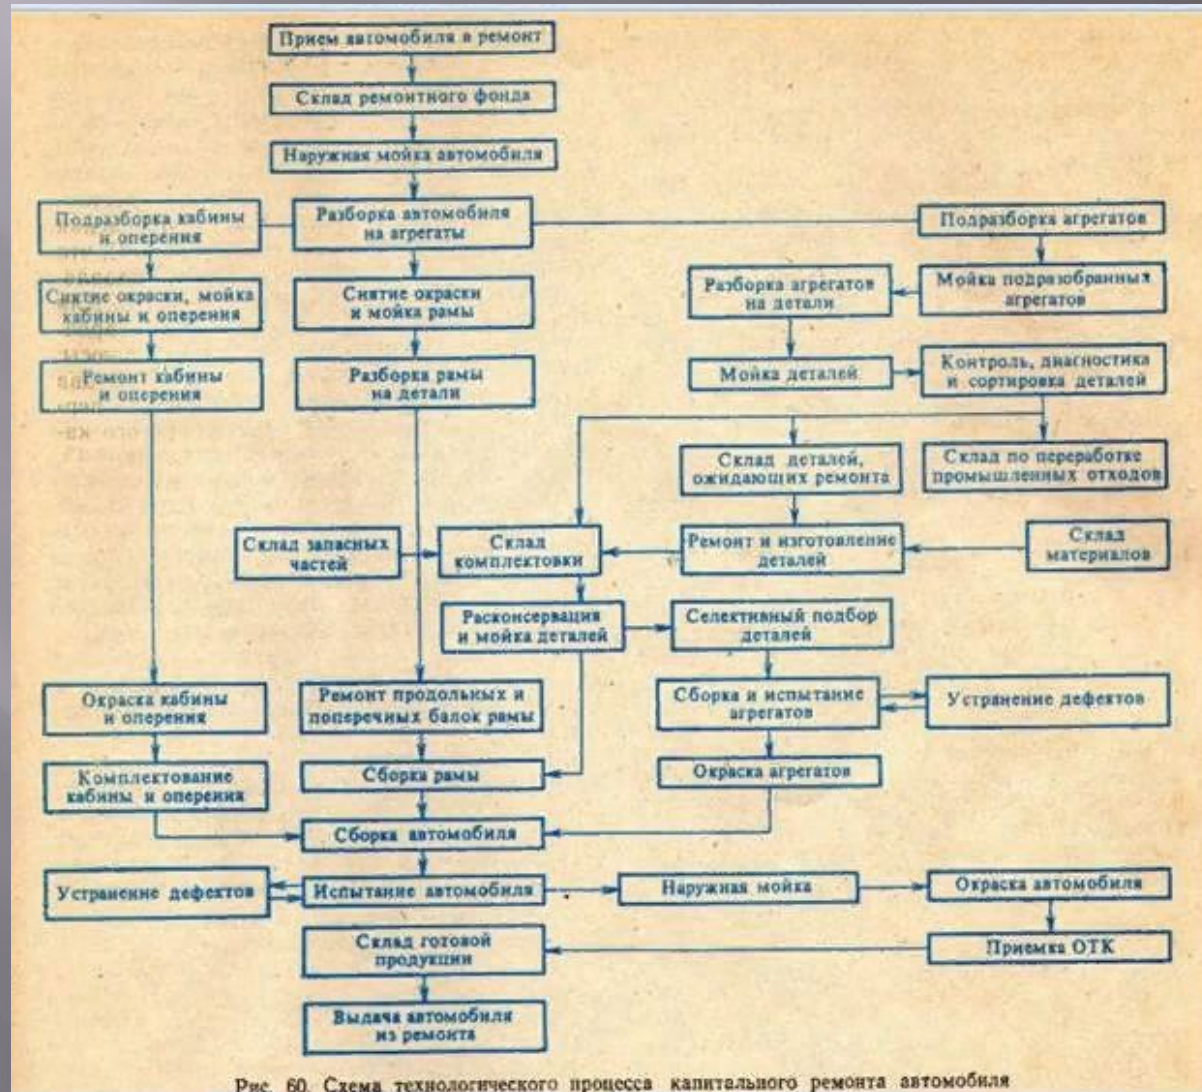 Прием автомобиля в ремонт
Склад ремонтного фонда
Наружная мойка автомобиля
Подразборка кабины
и оперения
Разборка автомобиля
на агрегаты
Подразборка агрегатов
Снятие окраски, мойка
кабины и оперения
Снятие окраски
и мойка рамы
Разборка агрегатов
на детали
Мойка подразобранных
агрегатов
Ремонт кабины
и оперения
Разборка рамы
на детали
Мойка деталей
Контроль, диагностика
и сортировка деталей
Склад деталей,
ожидающих ремонта
Склад по переработке
промышленных отходов
Склад запасных
частей
Склад
комплектовки
Ремонт и изготовление
деталей
Склад
материалов
Расконсервация
и мойка деталей
Селективный подбор
деталей
Окраска кабины
и оперения
Ремонт продольных и
поперечных балок рамы
Сборка и испытание
агрегатов
Устранение дефектов
Комплектование
кабины и оперения
Сборка рамы
Окраска агрегатов
Сборка автомобиля
Устранение дефектов
Испытание автомобиля
Наружная мойка
Окраска автомобиля
Склад готовой
продукции
Приемка ОТК
Выдача автомобиля
из ремонта
Рис. 60. Схема технологического процесса капитального ремонта автомобиля